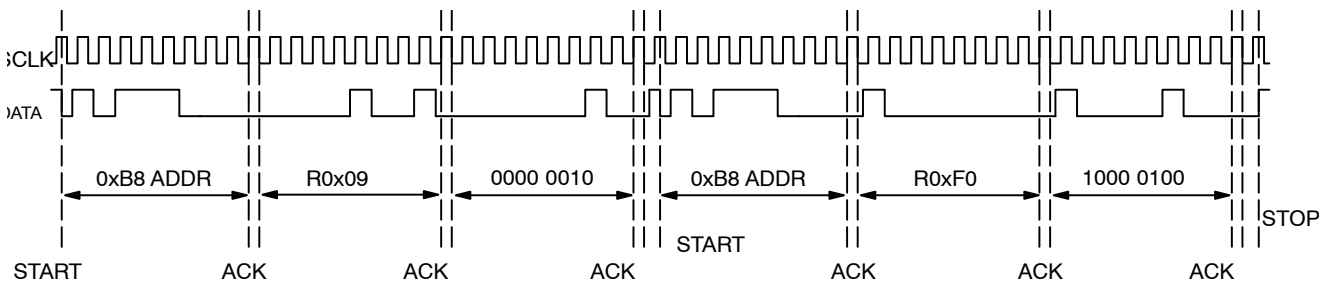 SCLK
DATA
0xB8 ADDR R0x09 0000 0010 0xB8 ADDR R0xF0 1000 0100
STOP
START
START ACK ACK ACK ACK ACK ACK